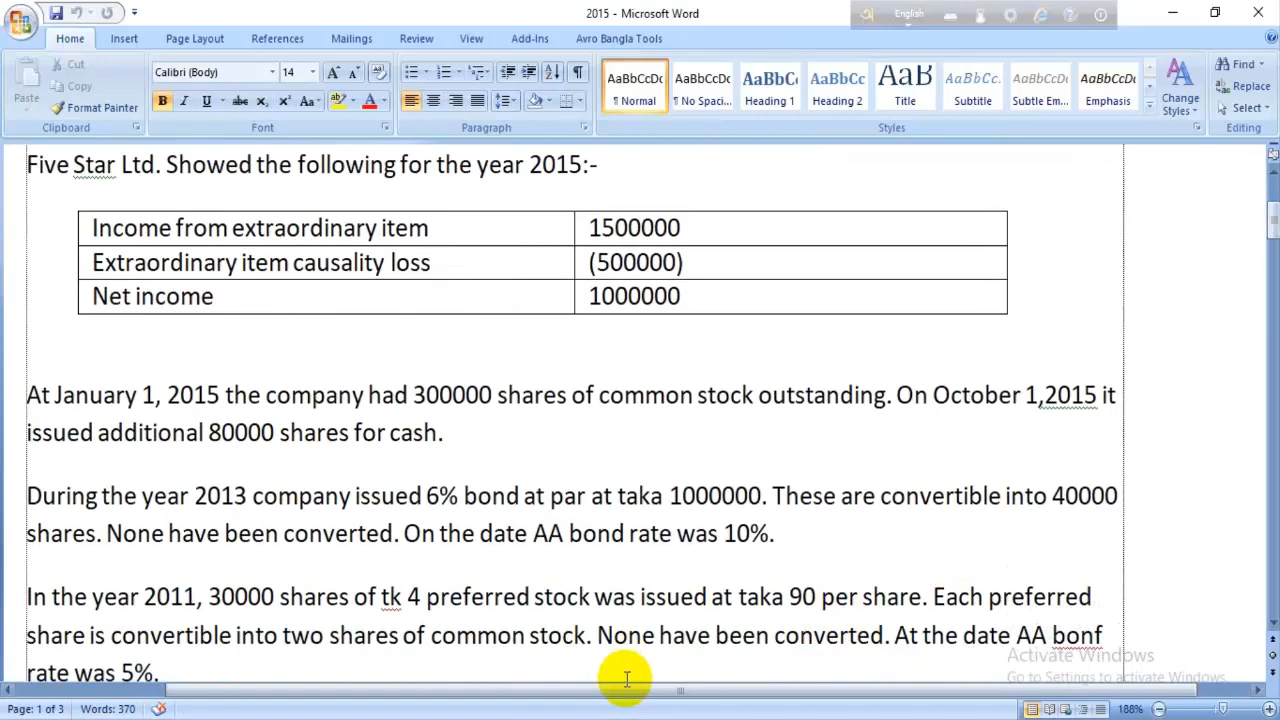 2015 - Microsoft Word
English
Home Insert Page Layout References Mailings Review View Add-Ins Avro Bangla Tools
Paste
Cut
Copy
Format Painter
Clipboard
Calibri (Body) 14
Font
Paragraph
AaBbCcDc AaBbCcDc AaBbCc AaBbCc AaB AaBbCc. AaBbCcDc AaBbCcDc
¶ Normal ¶ No Spaci... Heading 1 Heading 2 Title Subtitle Subtle Em... Emphasis
Change
Styles
Styles
Find
Replace
Select
Editing
Five Star Ltd. Showed the following for the year 2015:-
Income from extraordinary item 1500000
Extraordinary item causality loss (500000)
Net income 1000000
At January 1, 2015 the company had 300000 shares of common stock outstanding. On October 1,2015 it
issued additional 80000 shares for cash.
During the year 2013 company issued 6% bond at par at taka 1000000. These are convertible into 40000
shares. None have been converted. On the date AA bond rate was 10%.
In the year 2011, 30000 shares of tk 4 preferred stock was issued at taka 90 per share. Each preferred
share is convertible into two shares of common stock. None have been converted. At the date AA bonf
rate was 5%.
Activate Windows
Go to Settings to activate Windows.
Page: 1 of 3 Words: 370 188%